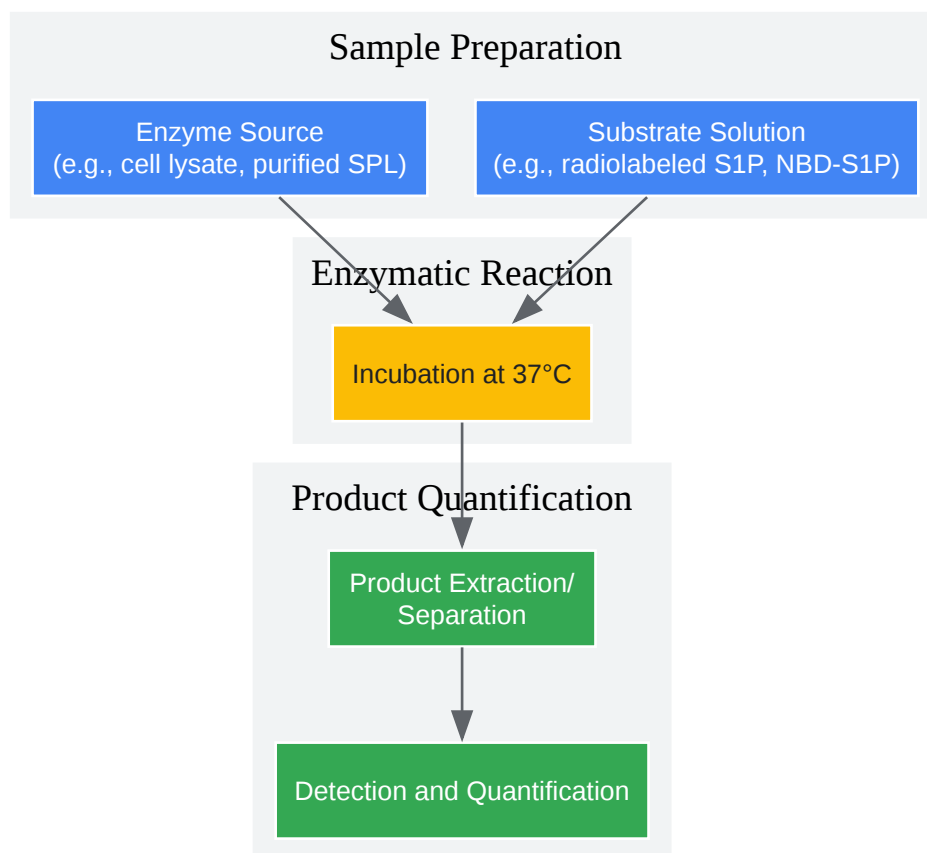 Sample Preparation
Enzyme Source
(e.g., cell lysate, purified SPL)
Substrate Solution
(e.g., radiolabeled S1P, NBD-S1P)
Enzymatic Reaction
Incubation at 37°C
Product Quantification
Product Extraction/
Separation
Detection and Quantification